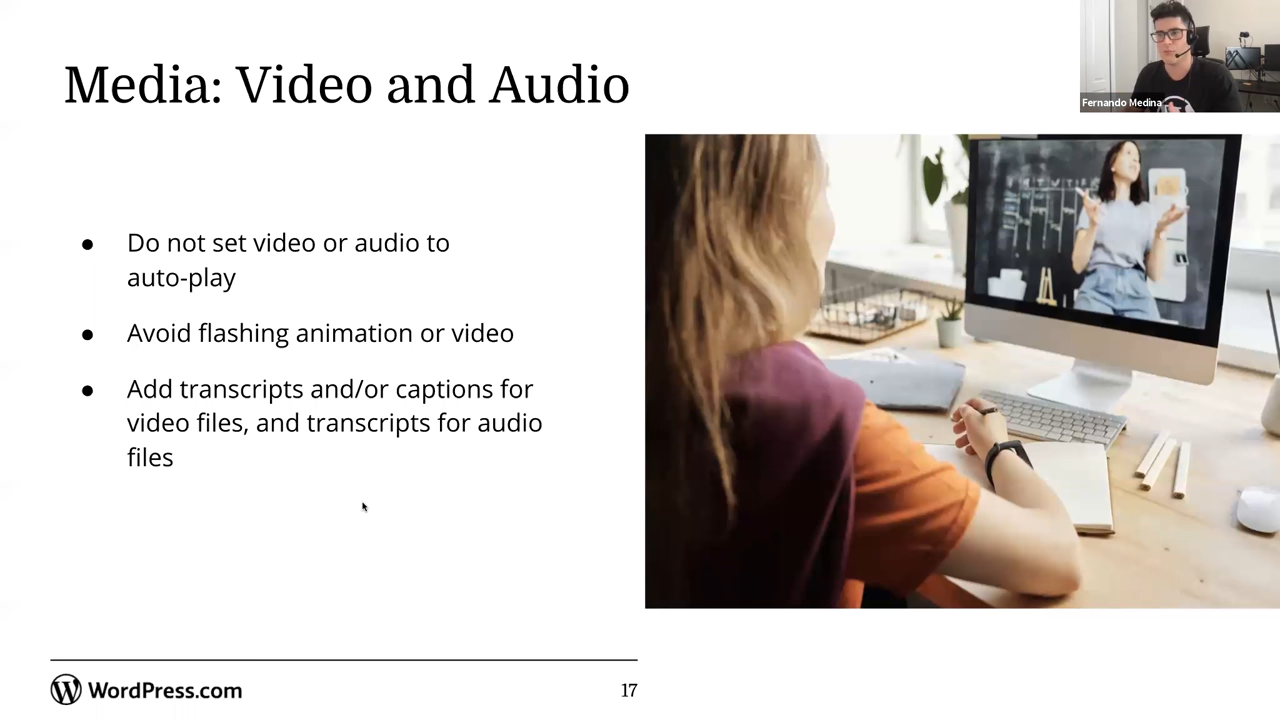 Media: Video and Audio
Fernando Medina
● Do not set video or audio to
auto-play
● Avoid flashing animation or video
● Add transcripts and/or captions for
video files, and transcripts for audio
files
WordPress.com
17